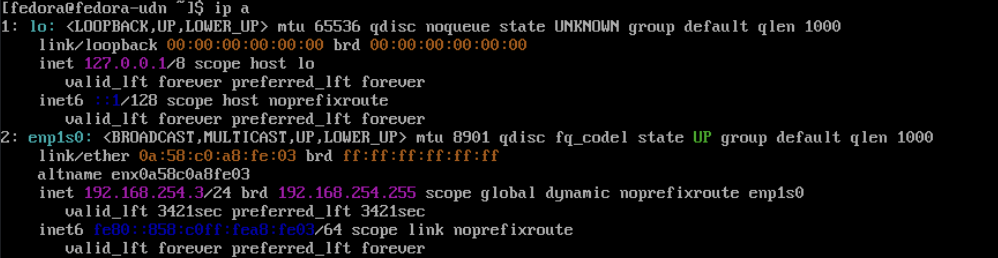 [fedora@fedora-udn ~]$ ip a
1: lo: <LOOPBACK,UP,LOWER_UP> mtu 65536 qdisc noqueue state UNKNOWN group default qlen 1000
    link/loopback 00:00:00:00:00:00 brd 00:00:00:00:00:00
    inet 127.0.0.1/8 scope host lo
       valid_lft forever preferred_lft forever
    inet6 ::1/128 scope host noprefixroute
       valid_lft forever preferred_lft forever
2: enp1s0: <BROADCAST,MULTICAST,UP,LOWER_UP> mtu 8901 qdisc fq_codel state UP group default qlen 1000
    link/ether 0a:58:c0:a8:fe:03 brd ff:ff:ff:ff:ff:ff
    altname enx0a58c0a8fe03
    inet 192.168.254.3/24 brd 192.168.254.255 scope global dynamic noprefixroute enp1s0
       valid_lft 3421sec preferred_lft 3421sec
    inet6 fe80::858:c0ff:fea8:fe03/64 scope link noprefixroute
       valid_lft forever preferred_lft forever